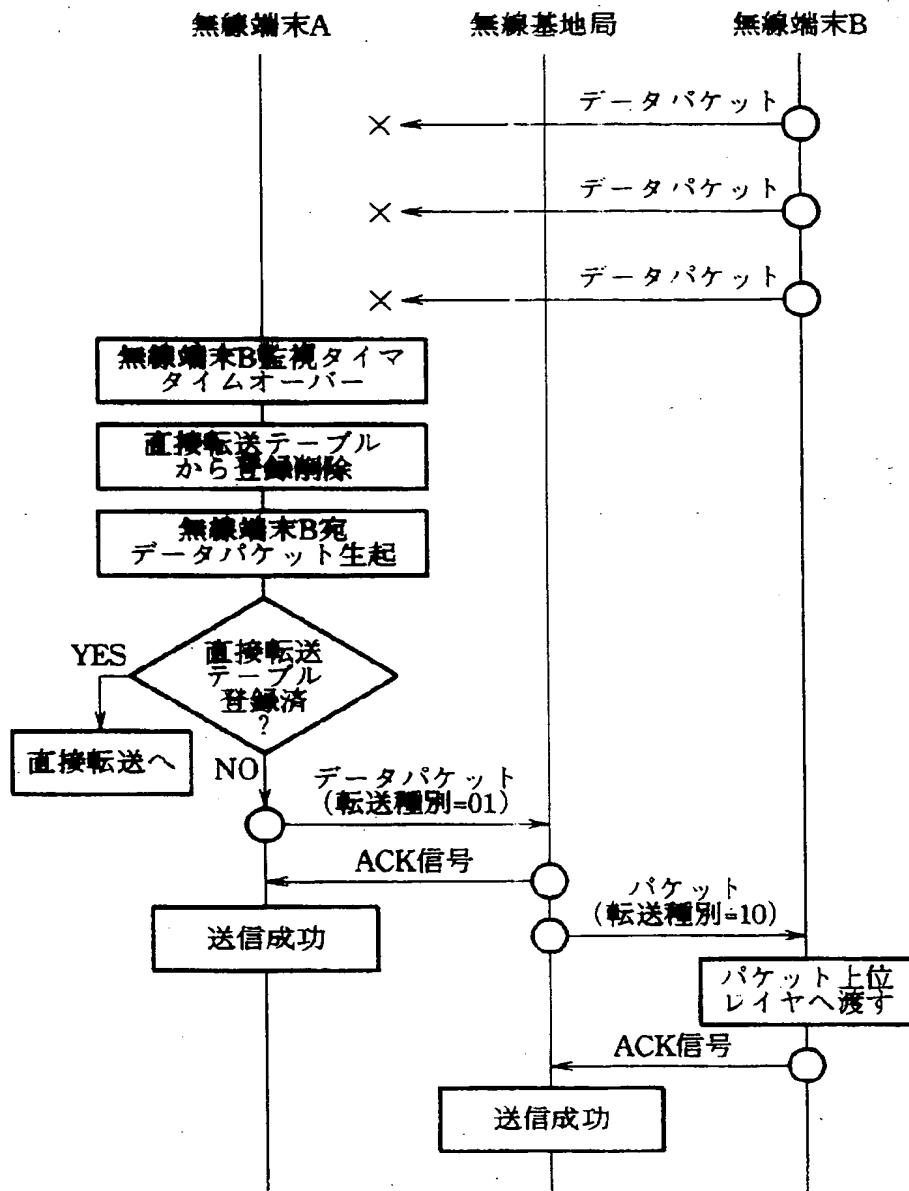 無線端末A 無線基地局 無線端末B
データパケット
データパケット
データパケット
無線端末B監視タイマ
タイムオーバー
直接転送テーブル
から登録削除
無線端末B宛
データパケット生起
直接転送
テーブル
登録済
?
YES
直接転送へ
NO
データパケット
(転送種別=01)
ACK信号
パケット
(転送種別=10)
送信成功
パケット上位
レイヤへ渡す
ACK信号
送信成功